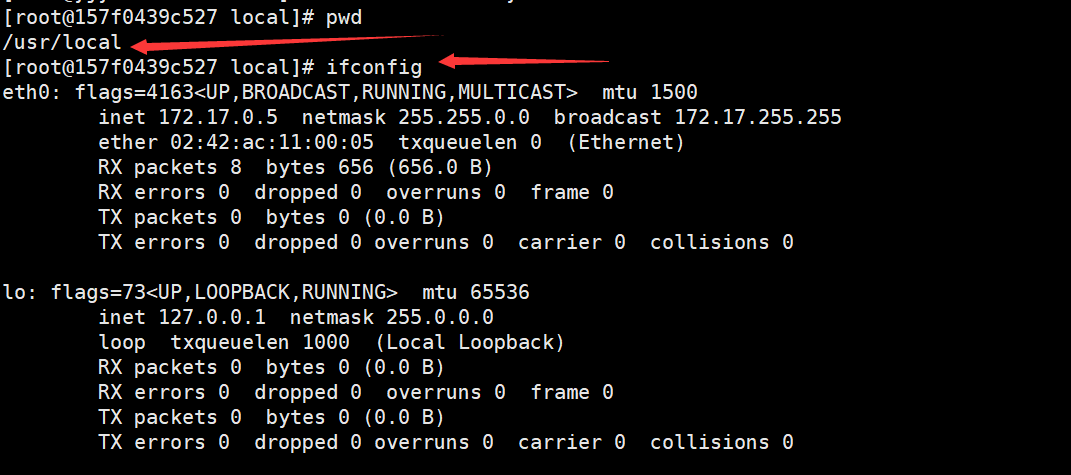 [root@157f0439c527 local]# pwd
/usr/local
[root@157f0439c527 local]# ifconfig
eth0: flags=4163<UP,BROADCAST,RUNNING,MULTICAST>  mtu 1500
        inet 172.17.0.5  netmask 255.255.0.0  broadcast 172.17.255.255
        ether 02:42:ac:11:00:05  txqueuelen 0  (Ethernet)
        RX packets 8  bytes 656 (656.0 B)
        RX errors 0  dropped 0  overruns 0  frame 0
        TX packets 0  bytes 0 (0.0 B)
        TX errors 0  dropped 0 overruns 0  carrier 0  collisions 0

lo: flags=73<UP,LOOPBACK,RUNNING>  mtu 65536
        inet 127.0.0.1  netmask 255.0.0.0
        loop  txqueuelen 1000  (Local Loopback)
        RX packets 0  bytes 0 (0.0 B)
        RX errors 0  dropped 0  overruns 0  frame 0
        TX packets 0  bytes 0 (0.0 B)
        TX errors 0  dropped 0 overruns 0  carrier 0  collisions 0